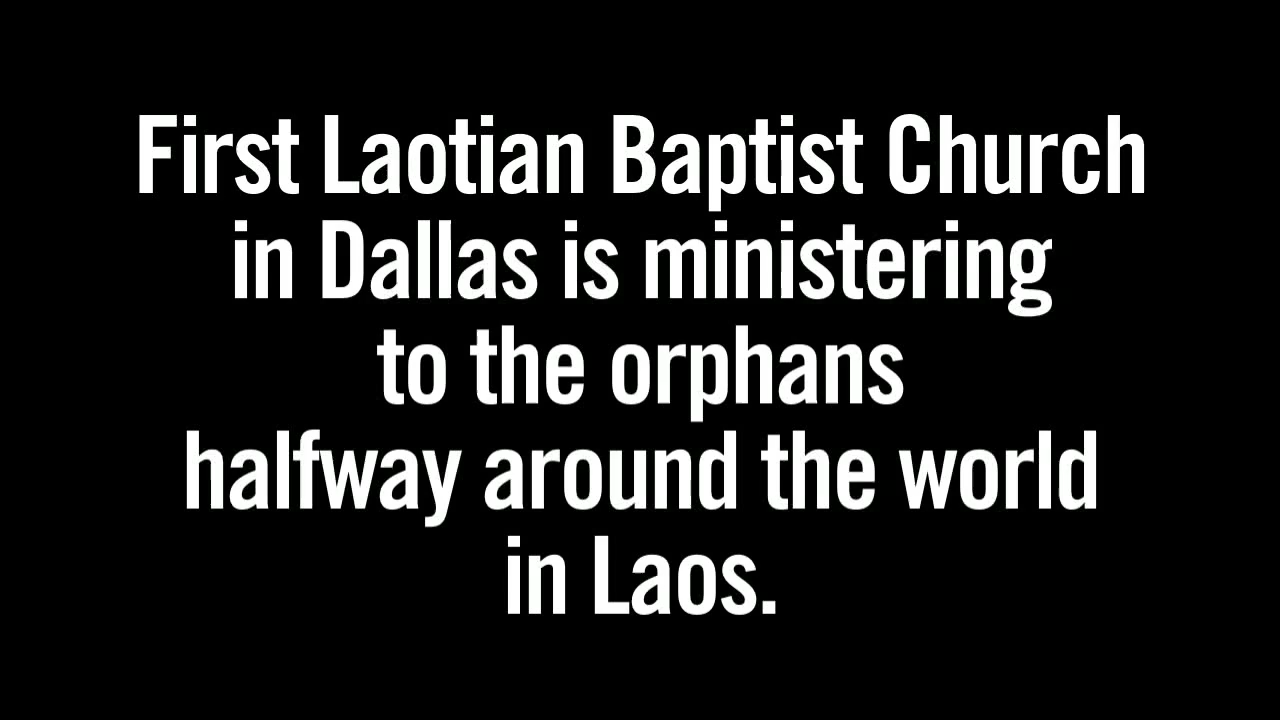 First Laotian Baptist Church
in Dallas is ministering
to the orphans
halfway around the world
in Laos.